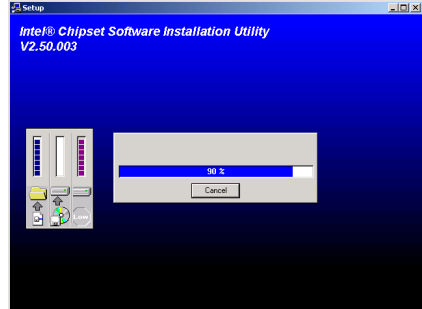 Setup
Intel® Chipset Software Installation Utility
V2.50.003
90 %
Cancel
Low